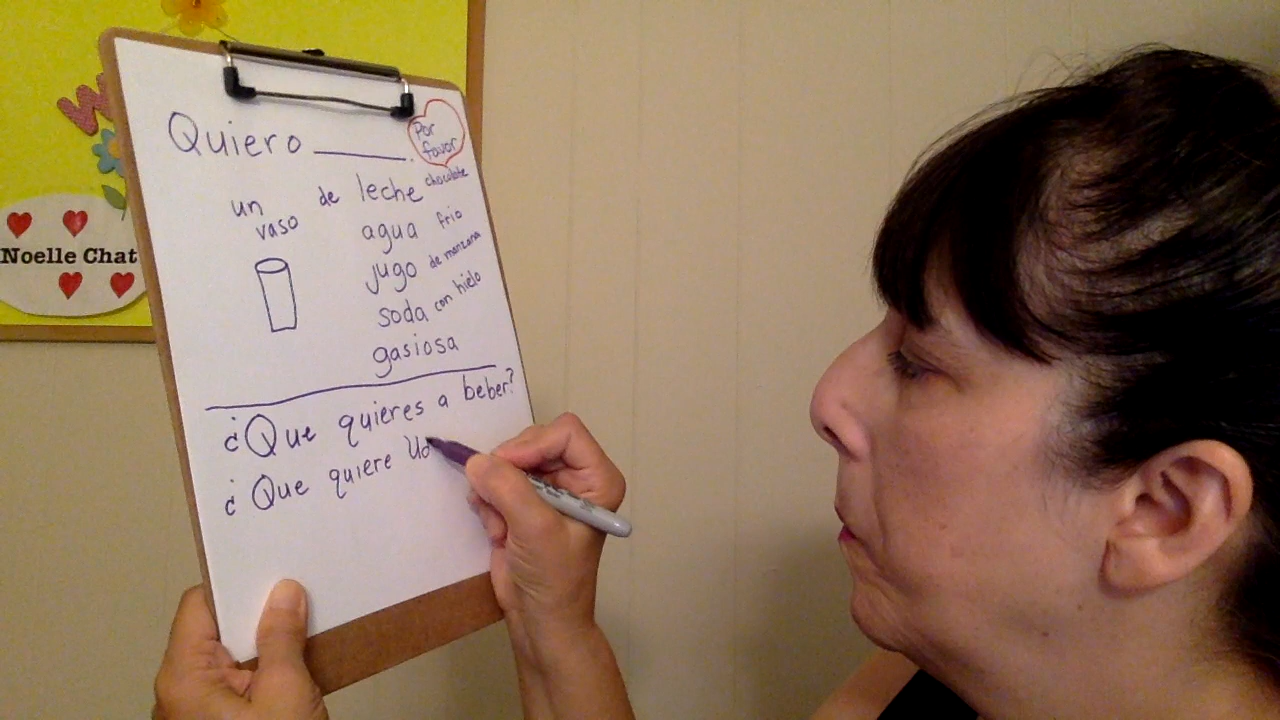 Quiero ______.
Por
favor
un
vaso
de leche chocolate
agua frio
jugo de manzana
soda con hielo
gasiosa
¿Que quieres a beber?
¿Que quiere Ud
W
Noelle Chat